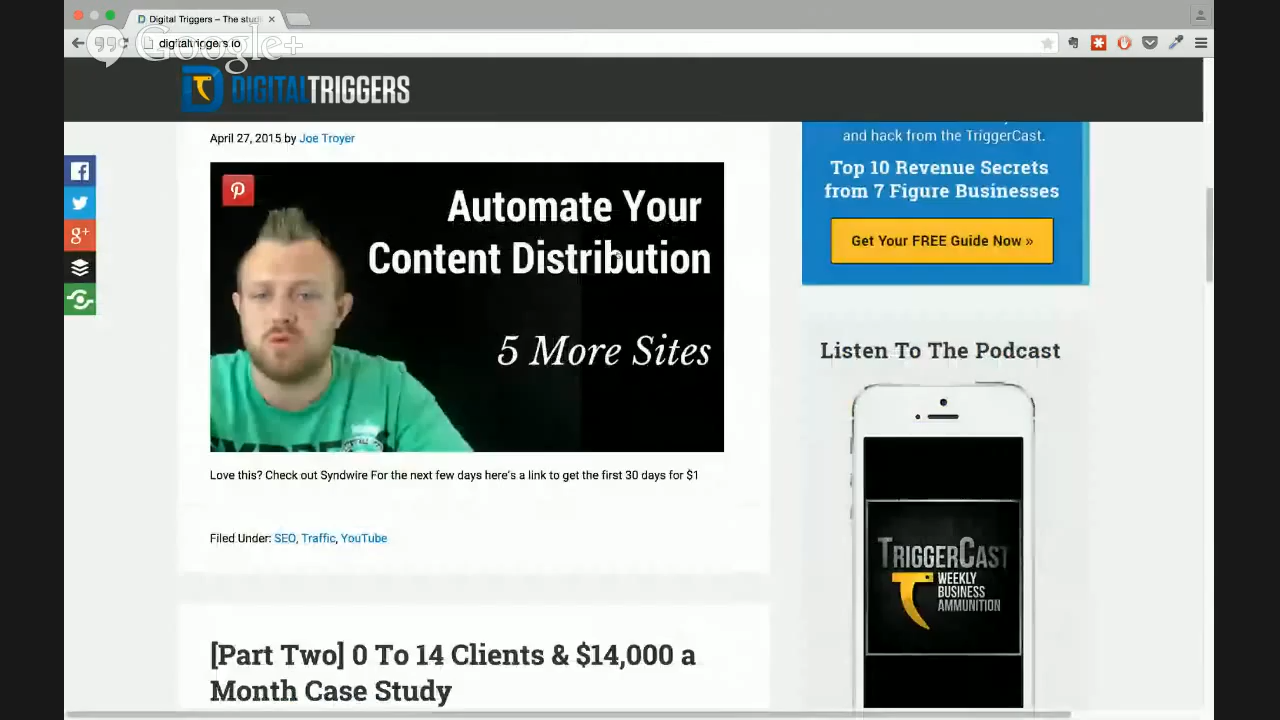 Digital Triggers – The stud
Google+
digitaltriggers.io
DIGITALTRIGGERS
April 27, 2015 by Joe Troyer
Automate Your
Content Distribution
5 More Sites
Love this? Check out Syndwire For the next few days here's a link to get the first 30 days for $1
Filed Under: SEO, Traffic, YouTube
[Part Two] 0 To 14 Clients & $14,000 a
Month Case Study
and hack from the TriggerCast.
Top 10 Revenue Secrets
from 7 Figure Businesses
Get Your FREE Guide Now »
Listen To The Podcast
TRIGGERCAST
WEEKLY
BUSINESS
AMMUNITION